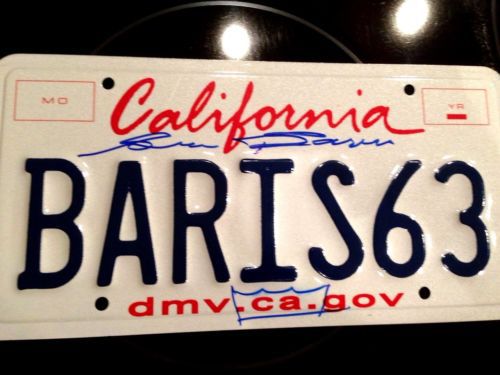 MO
YR
California
BARIS63
dmv.ca.gov